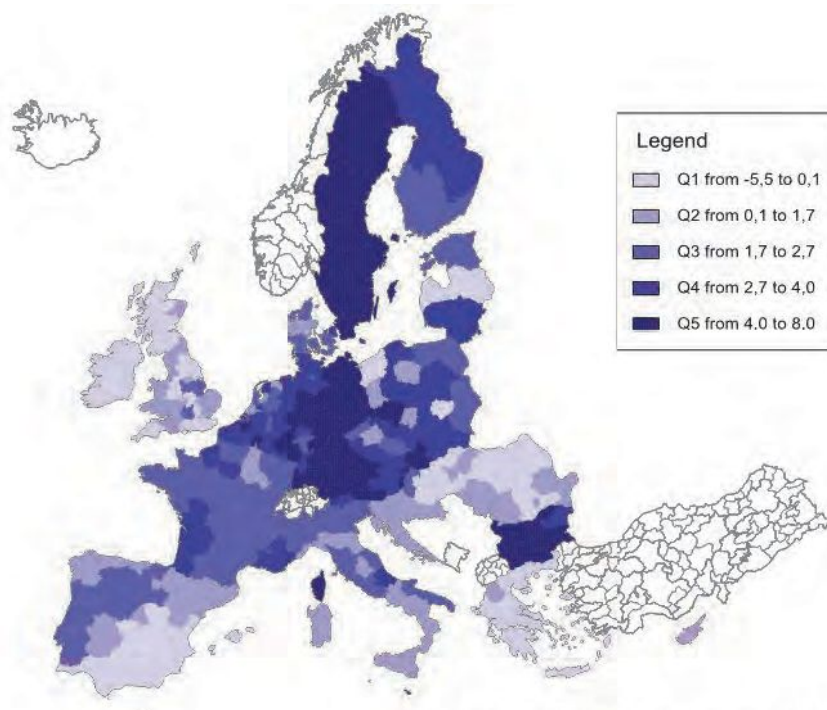 Legend
Q1 from -5,5 to 0,1
Q2 from 0,1 to 1,7
Q3 from 1,7 to 2,7
Q4 from 2,7 to 4,0
Q5 from 4.0 to 8.0